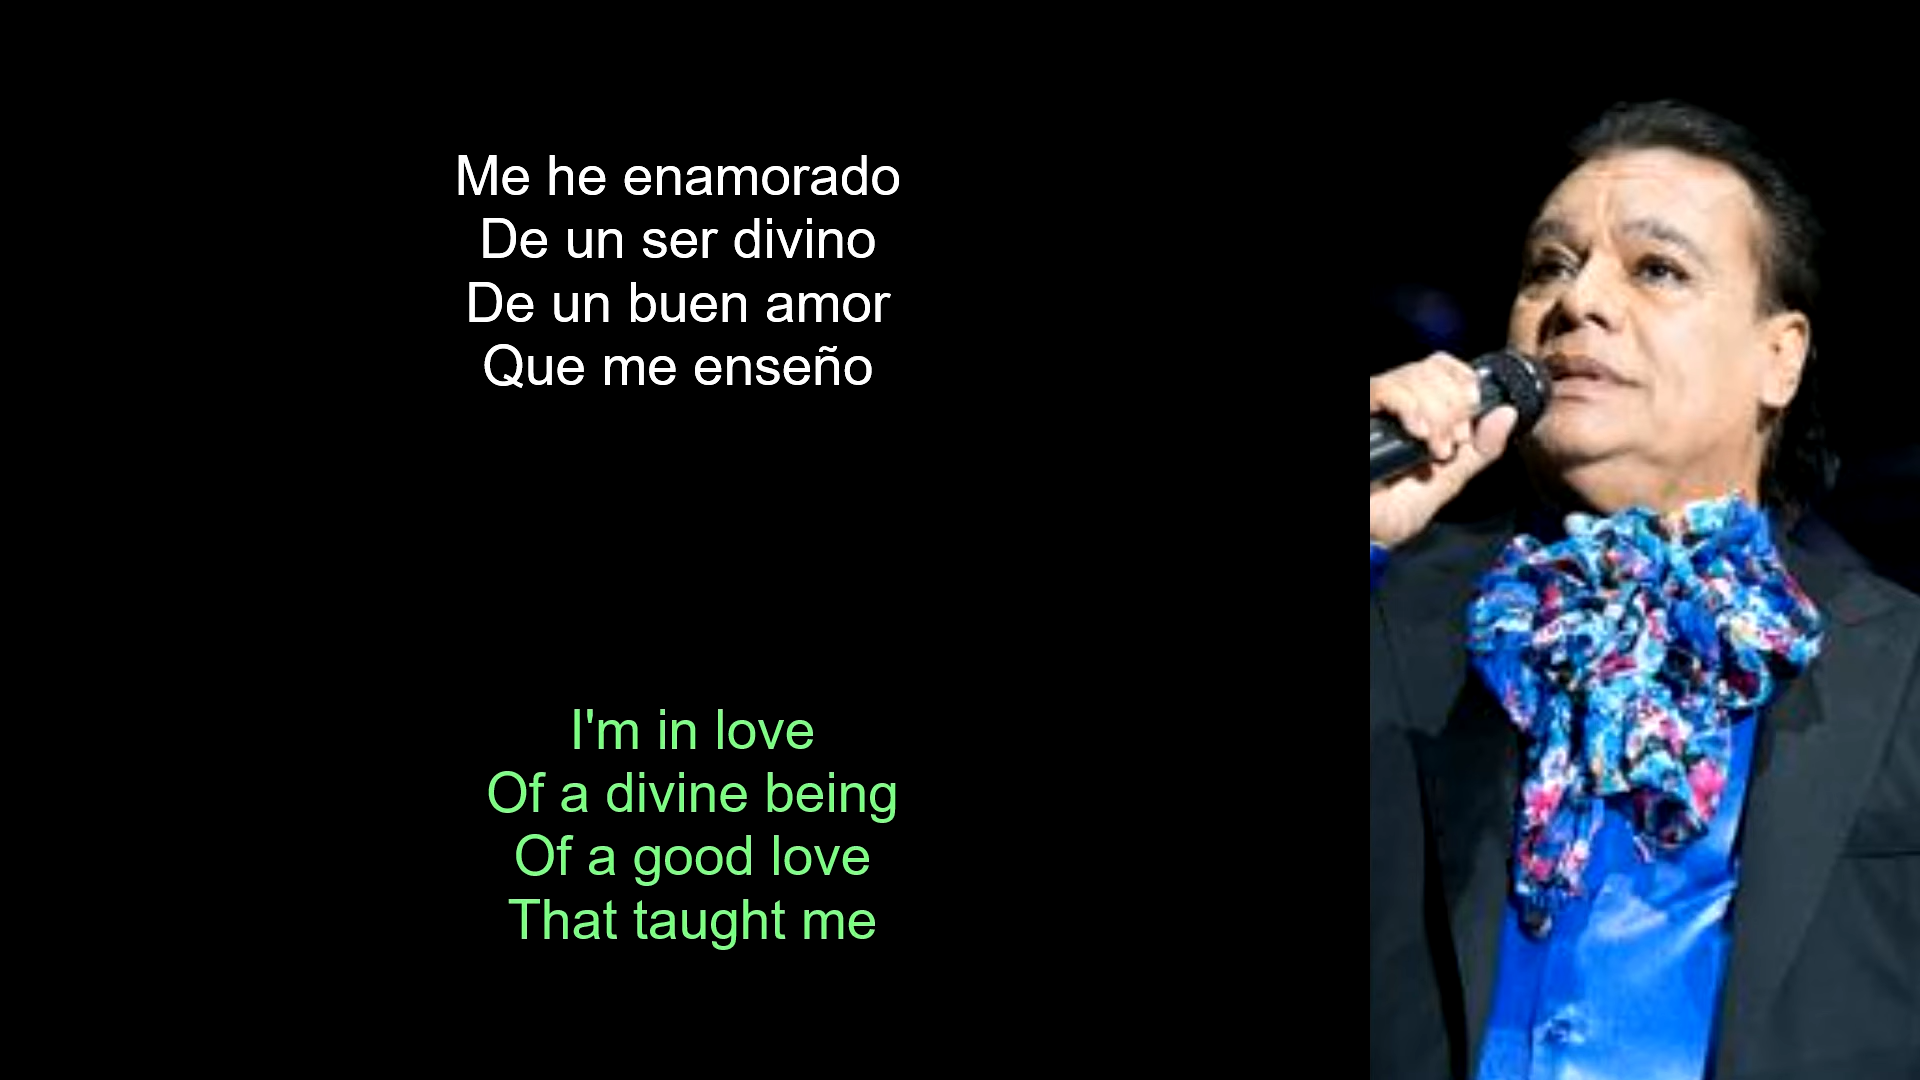 Me he enamorado
De un ser divino
De un buen amor
Que me enseño
I'm in love
Of a divine being
Of a good love
That taught me